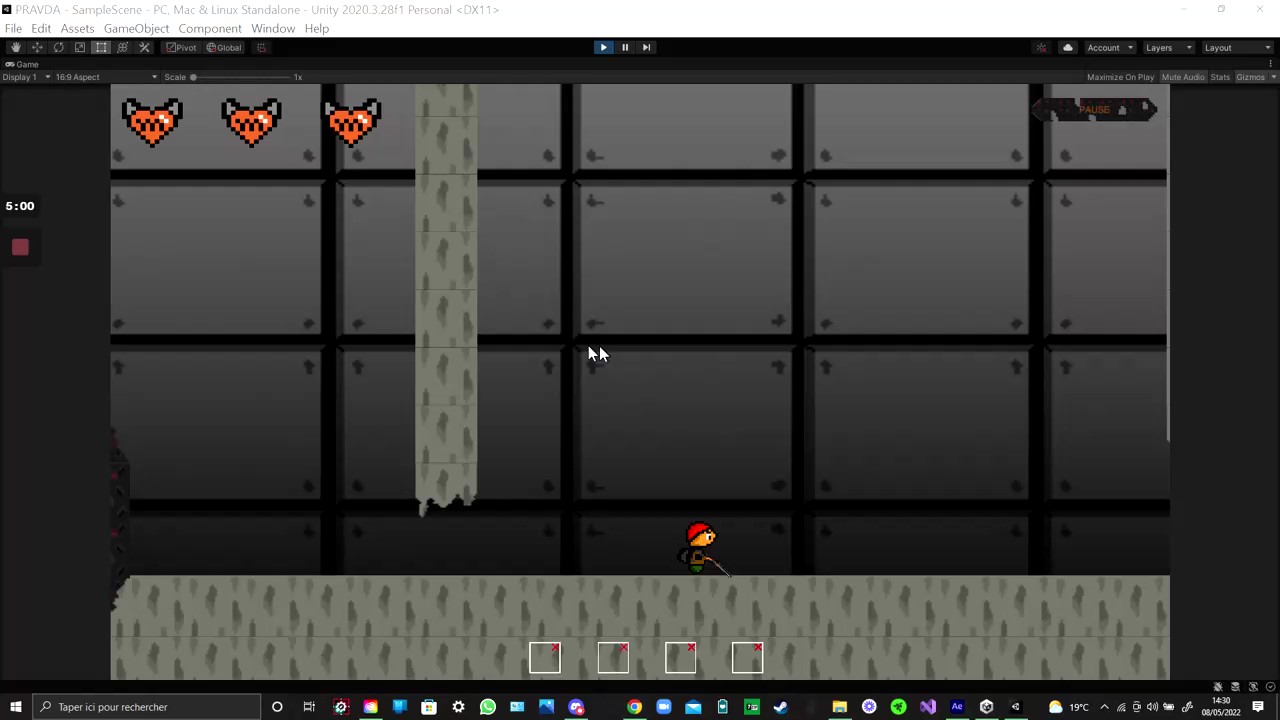 PRAVDA - SampleScene - PC, Mac & Linux Standalone - Unity 2020.3.28f1 Personal <DX11>
File Edit Assets GameObject Component Window Help
Pivot Global Account Layers Layout
Game
Display 1 16:9 Aspect Scale 1x Maximize On Play Mute Audio Stats Gizmos
PAUSE
5:00
Taper ici pour rechercher
19°C
14:30
08/05/2022